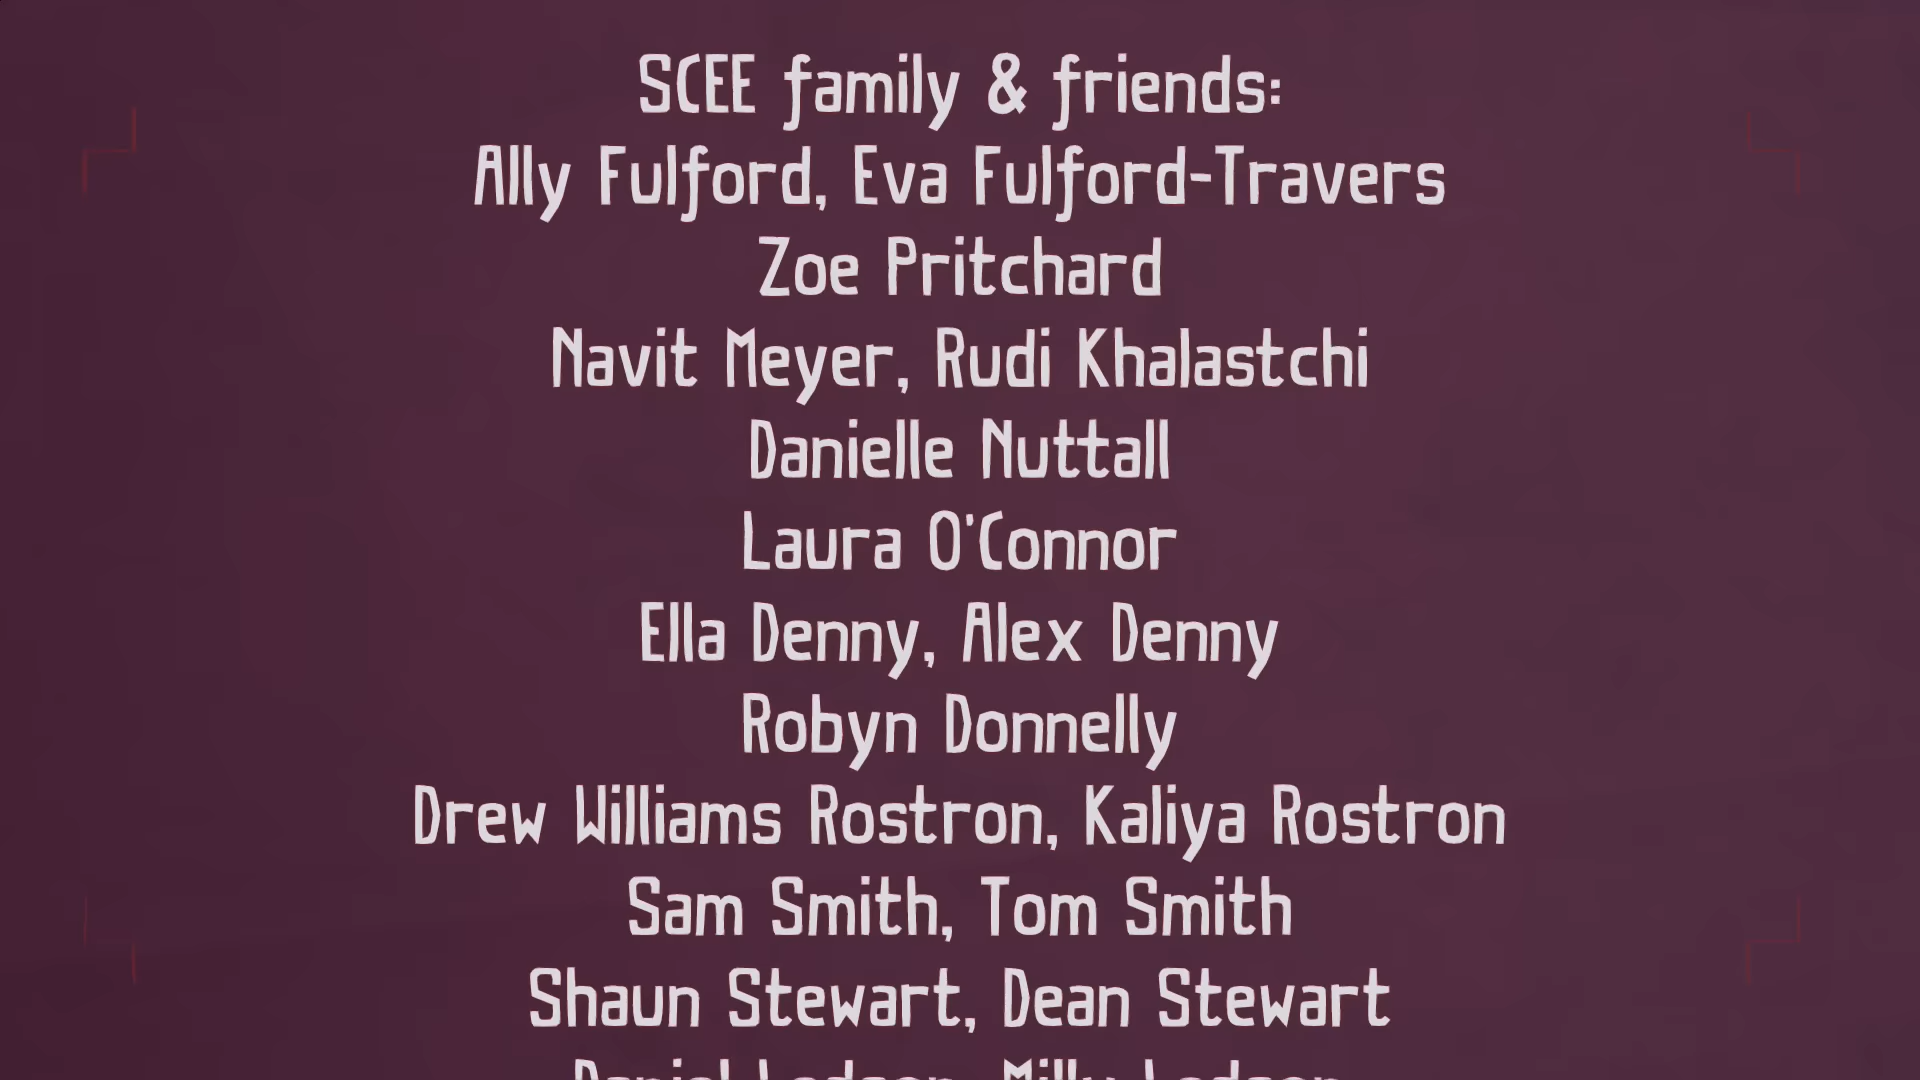 SCEE family & friends:
Ally Fulford, Eva Fulford-Travers
Zoe Pritchard
Navit Meyer, Rudi Khalastchi
Danielle Nuttall
Laura O'Connor
Ella Denny, Alex Denny
Robyn Donnelly
Drew Williams Rostron, Kaliya Rostron
Sam Smith, Tom Smith
Shaun Stewart, Dean Stewart